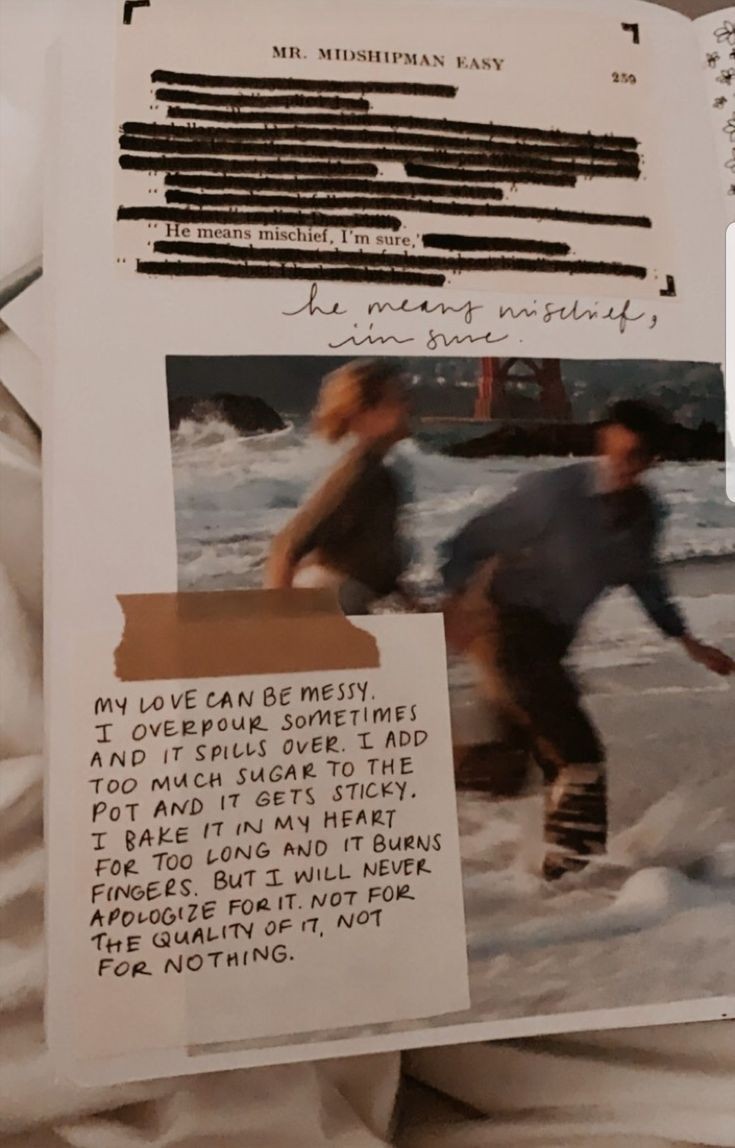 MR. MIDSHIPMAN EASY
259
" He means mischief, I'm sure,"
he means mischief,
i'm sure.
MY LOVE CAN BE MESSY.
I OVERPOUR SOMETIMES
AND IT SPILLS OVER. I ADD
TOO MUCH SUGAR TO THE
POT AND IT GETS STICKY.
I BAKE IT IN MY HEART
FOR TOO LONG AND IT BURNS
FINGERS. BUT I WILL NEVER
APOLOGIZE FOR IT. NOT FOR
THE QUALITY OF IT, NOT
FOR NOTHING.